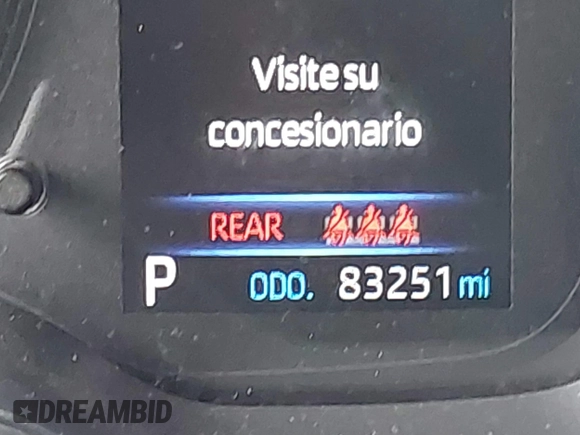 Visite su
concesionario
REAR
P ODO. 83251 mi
DREAMBID